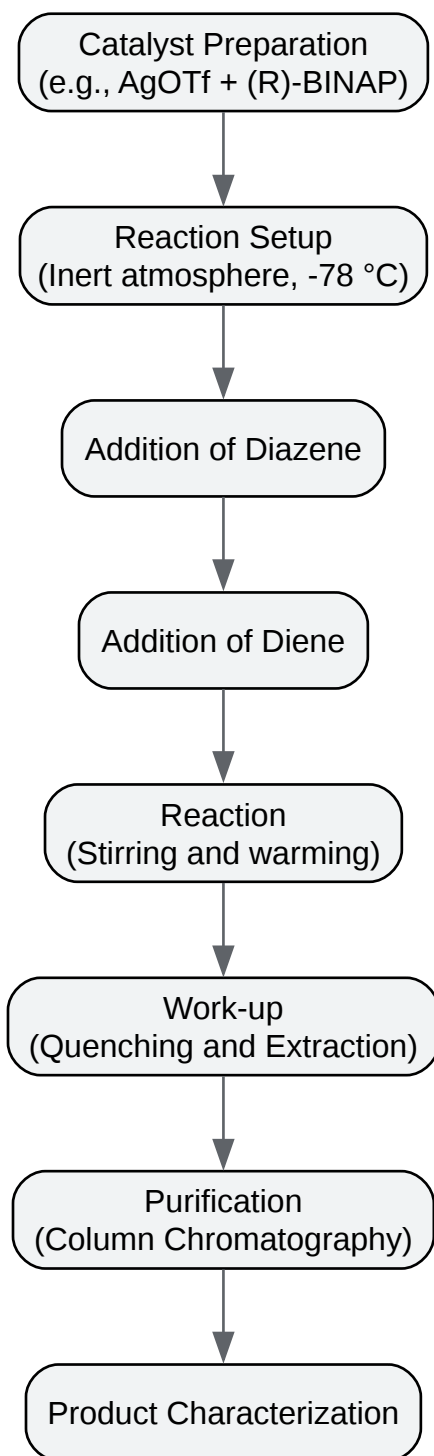 Catalyst Preparation
(e.g., AgOTf + (R)-BINAP)
Reaction Setup
(Inert atmosphere, -78 °C)
Addition of Diazene
Addition of Diene
Reaction
(Stirring and warming)
Work-up
(Quenching and Extraction)
Purification
(Column Chromatography)
Product Characterization